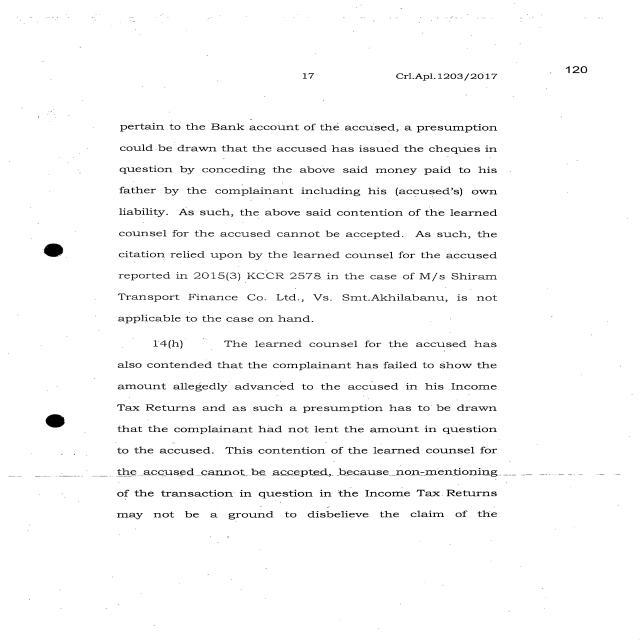 17 Crl.Apl.1203/2017 120
pertain to the Bank account of the accused, a presumption
could be drawn that the accused has issued the cheques in
question by conceding the above said money paid to his
father by the complainant including his (accused's) own
liability. As such, the above said contention of the learned
counsel for the accused cannot be accepted. As such, the
citation relied upon by the learned counsel for the accused
reported in 2015(3) KCCR 2578 in the case of M/s Shiram
Transport Finance Co. Ltd., Vs. Smt.Akhilabanu, is not
applicable to the case on hand.
14(h) The learned counsel for the accused has
also contended that the complainant has failed to show the
amount allegedly advanced to the accused in his Income
Tax Returns and as such a presumption has to be drawn
that the complainant had not lent the amount in question
to the accused. This contention of the learned counsel for
the accused cannot be accepted, because non-mentioning
of the transaction in question in the Income Tax Returns
may not be a ground to disbelieve the claim of the